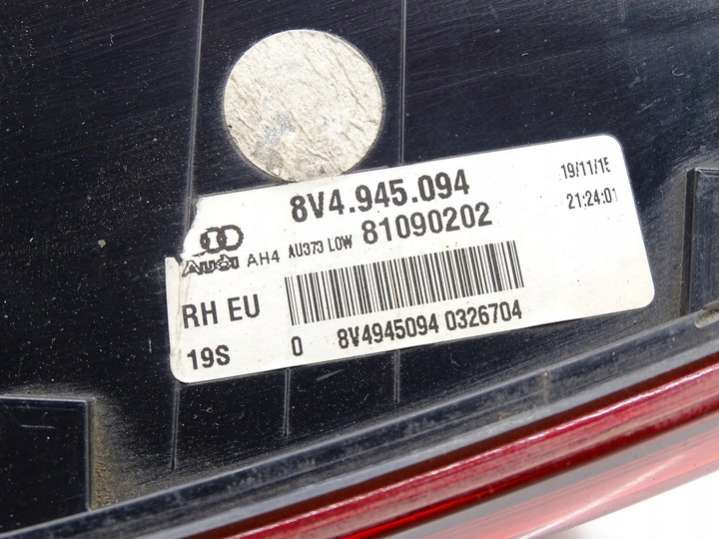 8V4.945.094
19/11/15
AUDI AH4 AU373 LOW 81090202
21:24:01
RH EU
19S
0 8V4945094 0326704